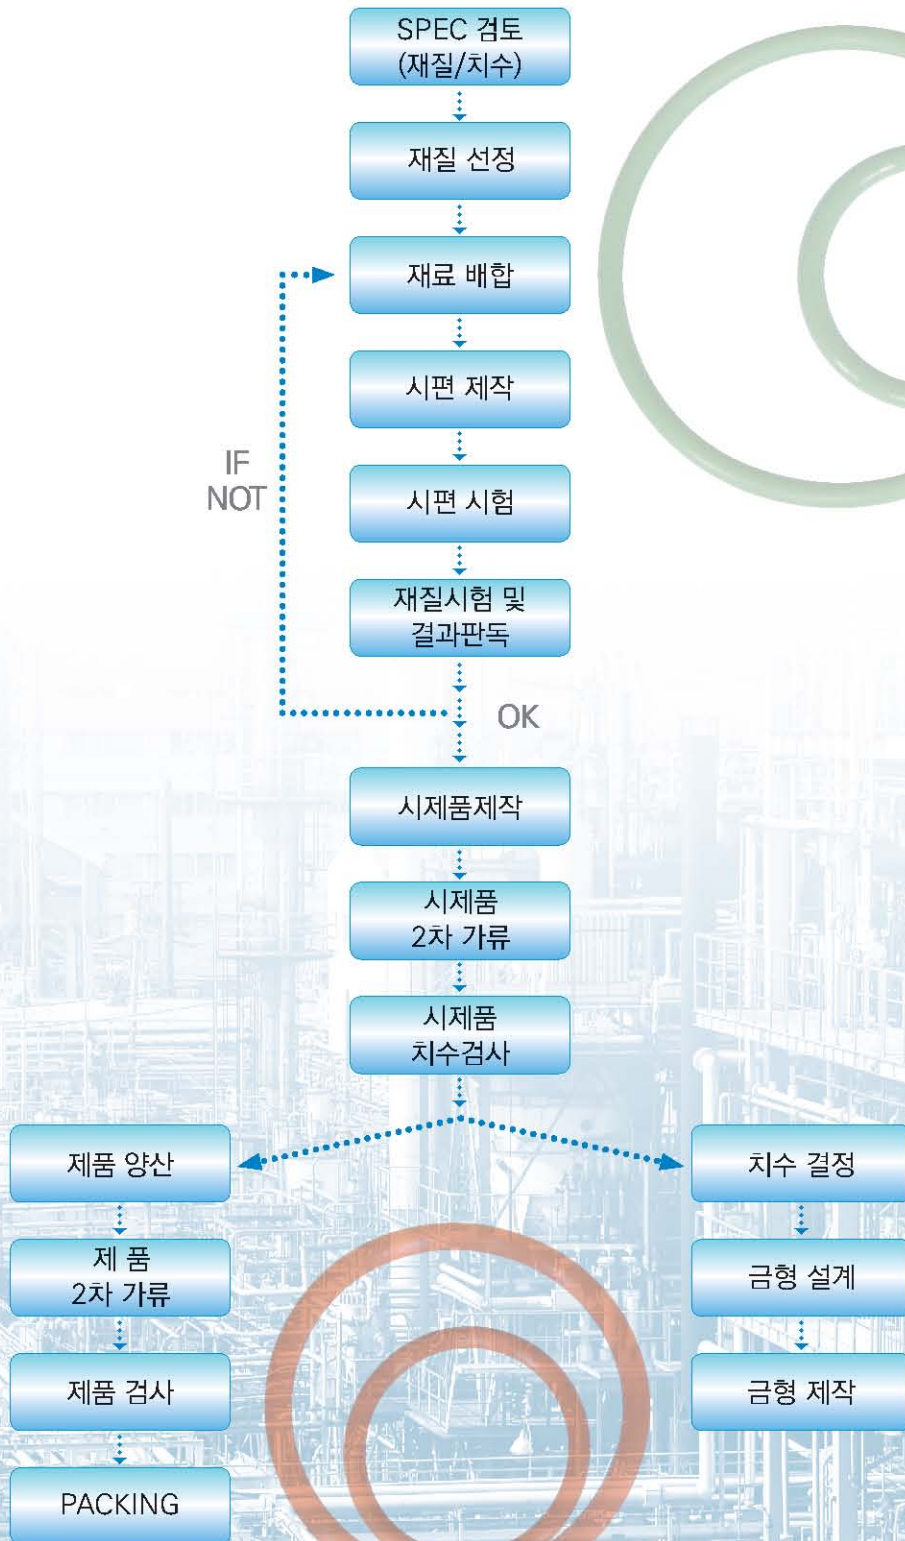 SPEC 검토
(재질/치수)
재질 선정
재료 배합
시편 제작
IF
NOT
시편 시험
재질시험 및
결과판독
OK
시제품제작
시제품
2차 가류
시제품
치수검사
제품 양산
치수 결정
제 품
2차 가류
금형 설계
제품 검사
금형 제작
PACKING